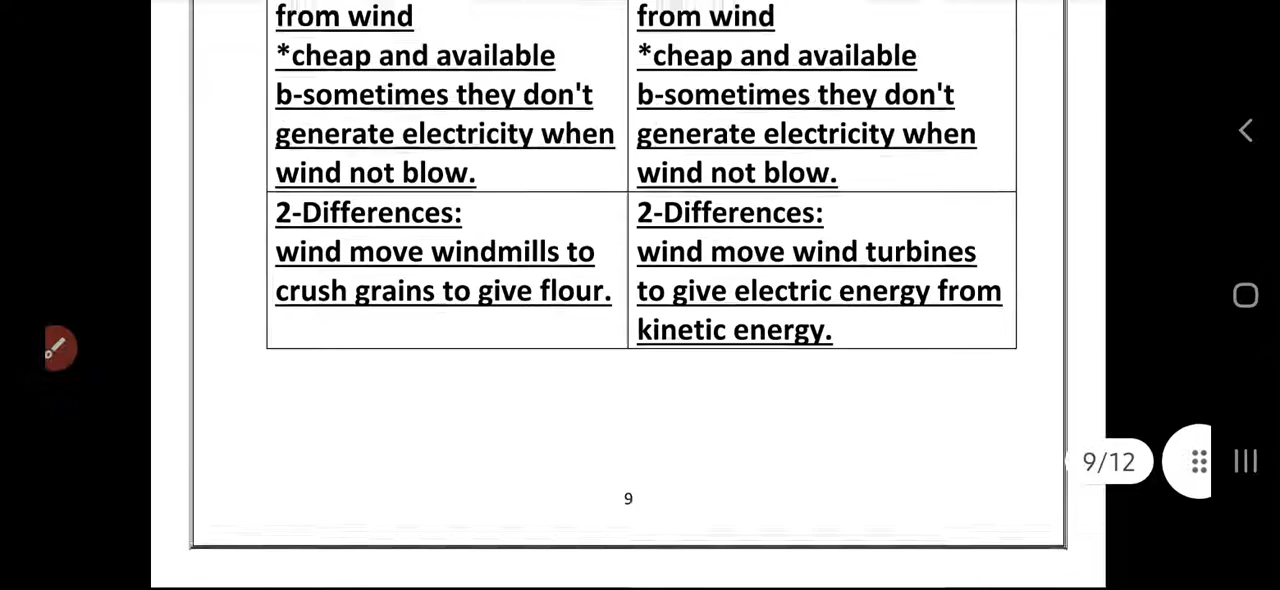 from wind
*cheap and available
b-sometimes they don't
generate electricity when
wind not blow.
2-Differences:
wind move windmills to
crush grains to give flour.
from wind
*cheap and available
b-sometimes they don't
generate electricity when
wind not blow.
2-Differences:
wind move wind turbines
to give electric energy from
kinetic energy.
9/12
9